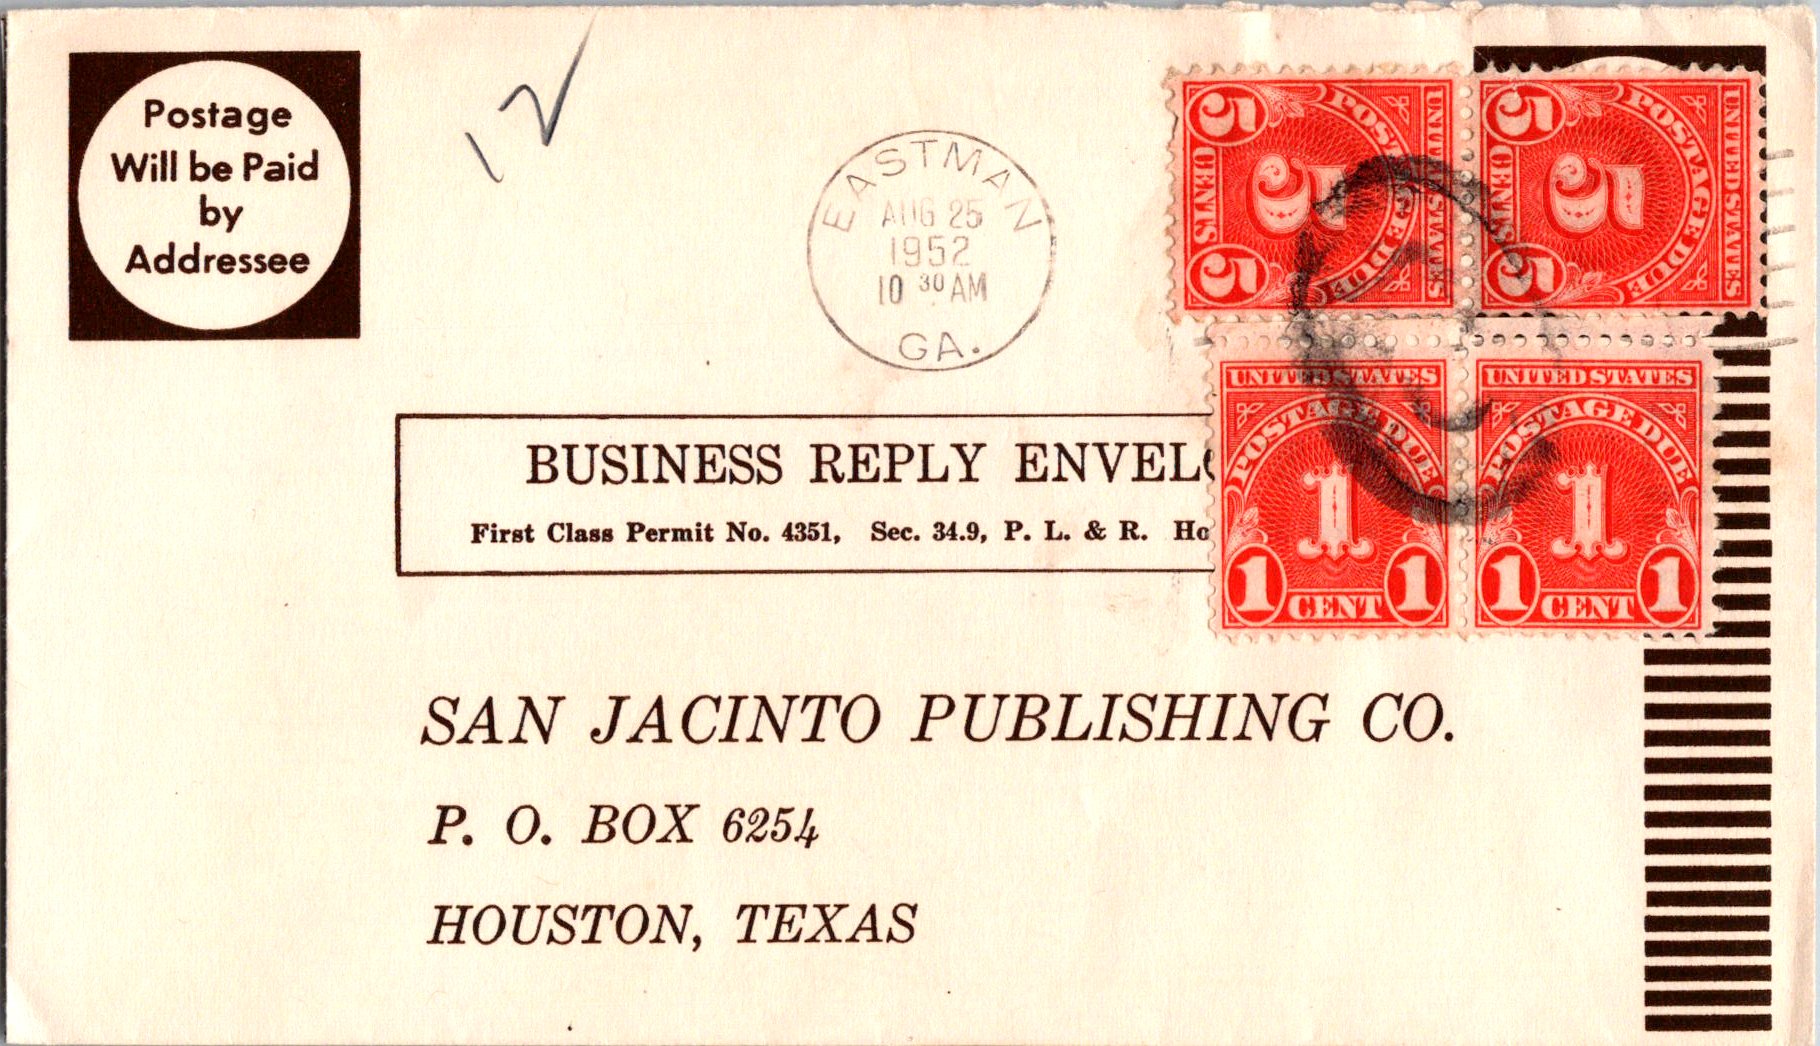 Postage
Will be Paid
by
Addressee
12
EASTMAN
AUG 25
1952
10 30 AM
GA.
UNITED STATES
POSTAGE DUE
5 5 5
CENTS
UNITED STATES
POSTAGE DUE
5 5 5
CENTS
UNITED STATES
POSTAGE DUE
1
1 CENT 1
UNITED STATES
POSTAGE DUE
1
1 CENT 1
BUSINESS REPLY ENVELO
First Class Permit No. 4351, Sec. 34.9, P. L. & R. Ho
SAN JACINTO PUBLISHING CO.
P. O. BOX 6254
HOUSTON, TEXAS